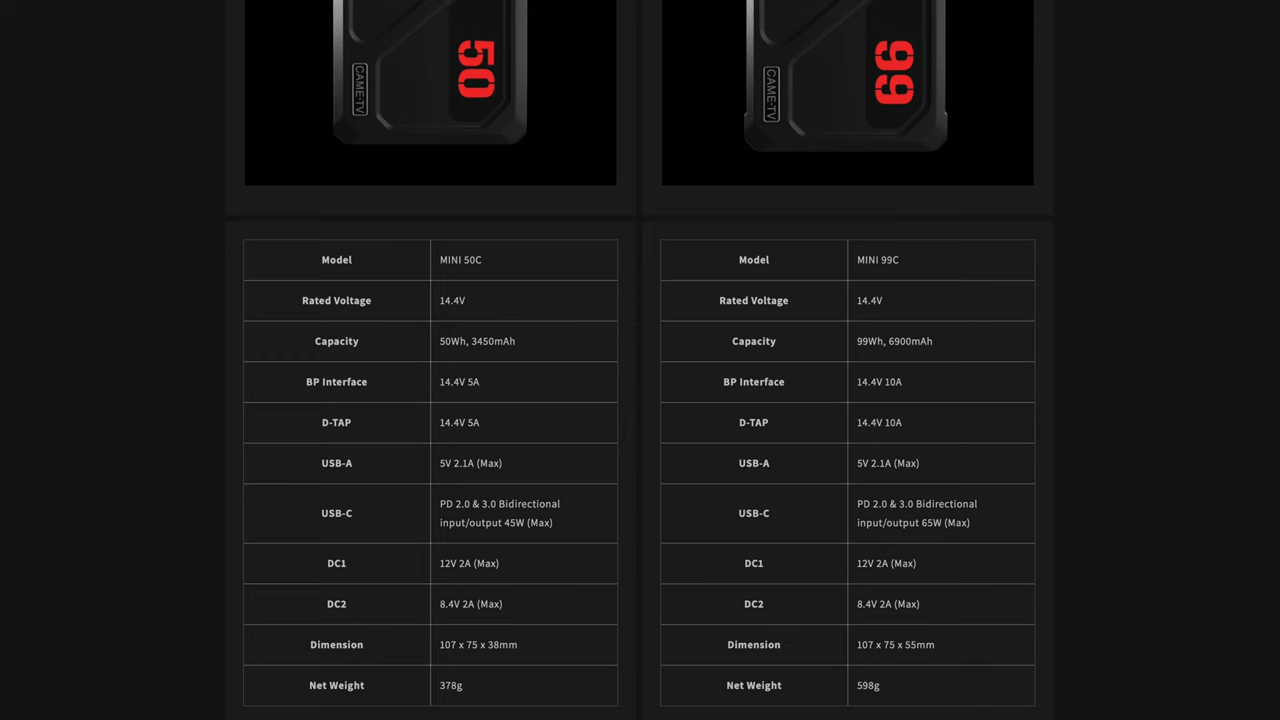 50
CAME-TV
99
CAME-TV
Model MINI 50C
Rated Voltage 14.4V
Capacity 50Wh, 3450mAh
BP Interface 14.4V 5A
D-TAP 14.4V 5A
USB-A 5V 2.1A (Max)
USB-C PD 2.0 & 3.0 Bidirectional
input/output 45W (Max)
DC1 12V 2A (Max)
DC2 8.4V 2A (Max)
Dimension 107 x 75 x 38mm
Net Weight 378g
Model MINI 99C
Rated Voltage 14.4V
Capacity 99Wh, 6900mAh
BP Interface 14.4V 10A
D-TAP 14.4V 10A
USB-A 5V 2.1A (Max)
USB-C PD 2.0 & 3.0 Bidirectional
input/output 65W (Max)
DC1 12V 2A (Max)
DC2 8.4V 2A (Max)
Dimension 107 x 75 x 55mm
Net Weight 598g